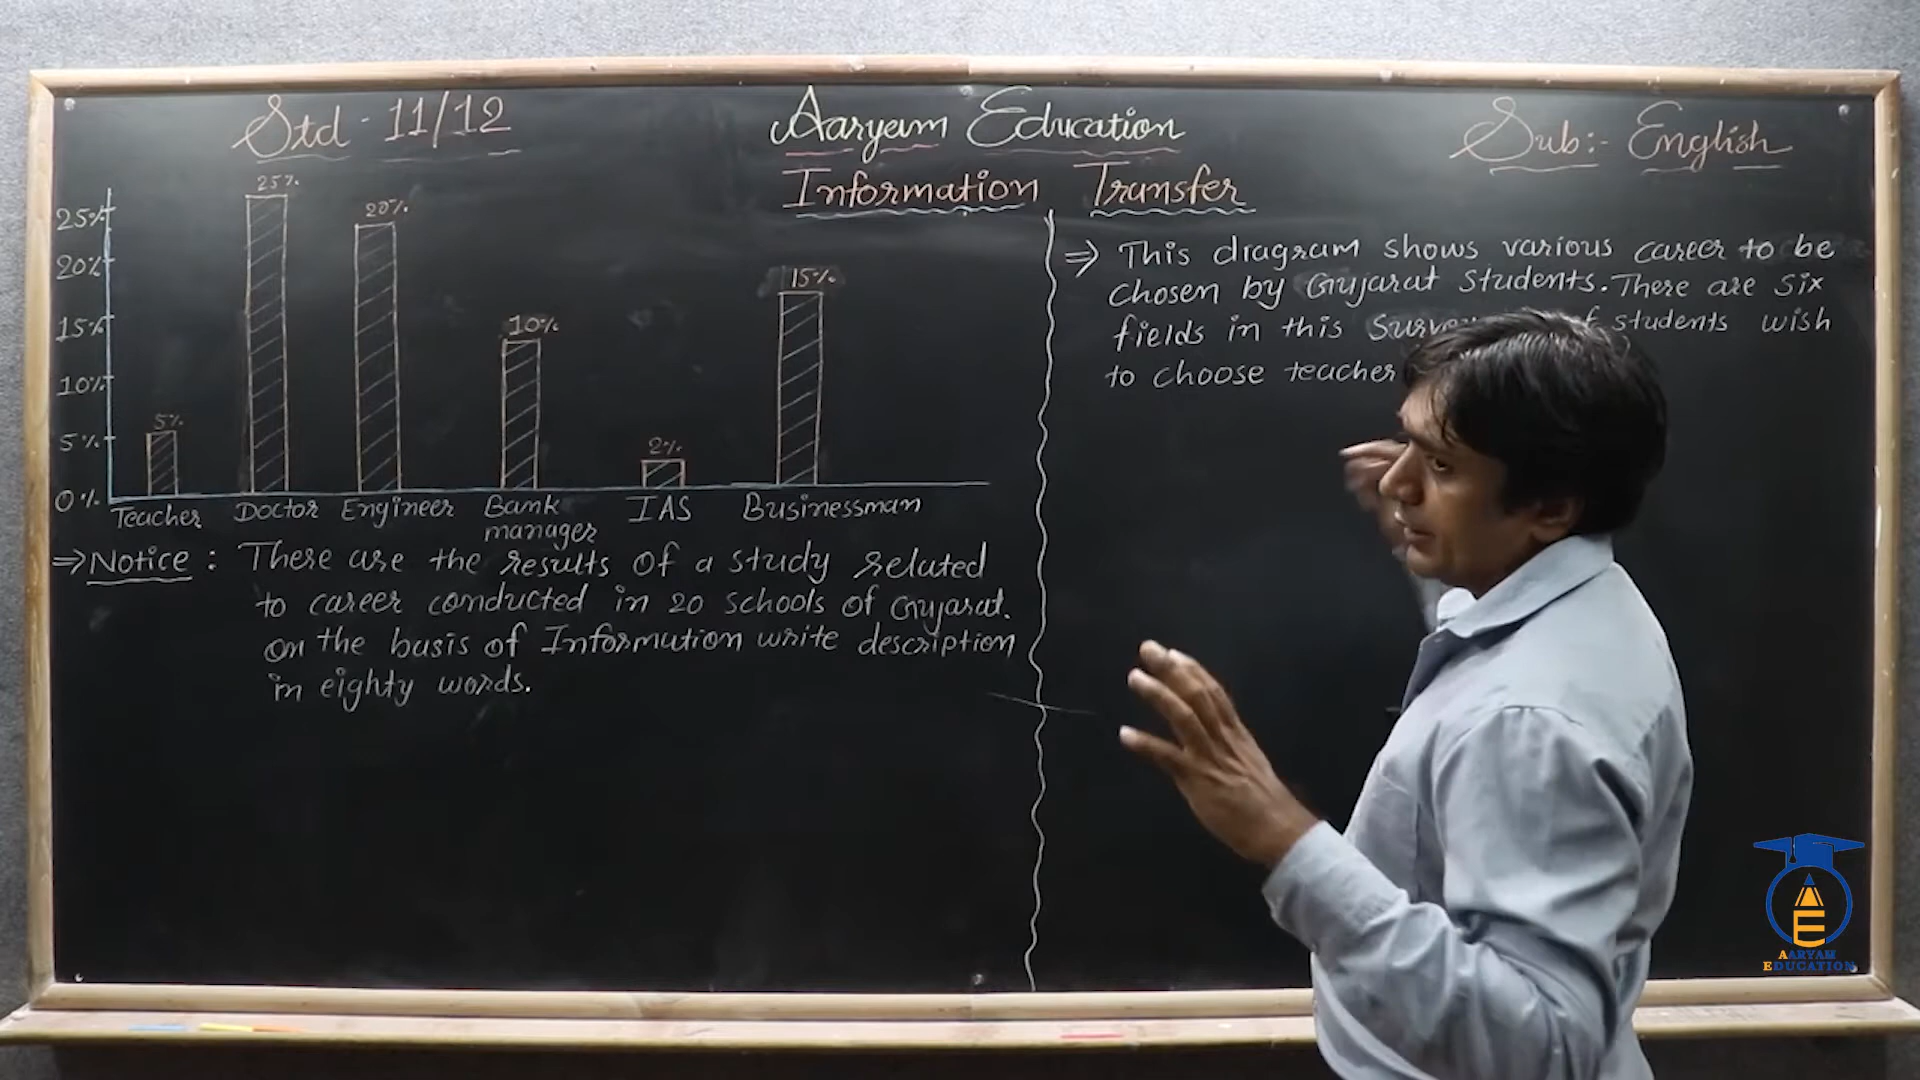 Std - 11/12
Aaryam Education
Sub:- English
Information Transfer
25%
20%
15%
10%
5%
0%
5%
25%
20%
10%
2%
15%
Teacher Doctor Engineer Bank manager IAS Businessman
⇒ Notice : There are the results of a study related
to career conducted in 20 schools of Gujarat.
on the basis of Information write description
in eighty words.
⇒ This diagram shows various career to be
chosen by Gujarat Students. There are six
fields in this students wish
to choose teacher
AARYAM
EDUCATION